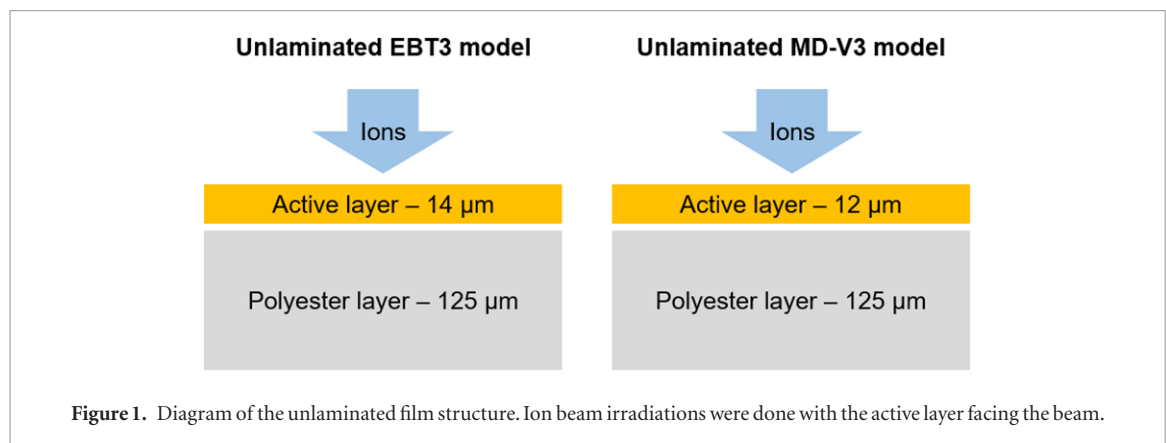 Unlaminated EBT3 model
Unlaminated MD-V3 model
Ions
Ions
Active layer – 14 µm
Active layer – 12 µm
Polyester layer – 125 µm
Polyester layer – 125 µm
Figure 1. Diagram of the unlaminated film structure. Ion beam irradiations were done with the active layer facing the beam.